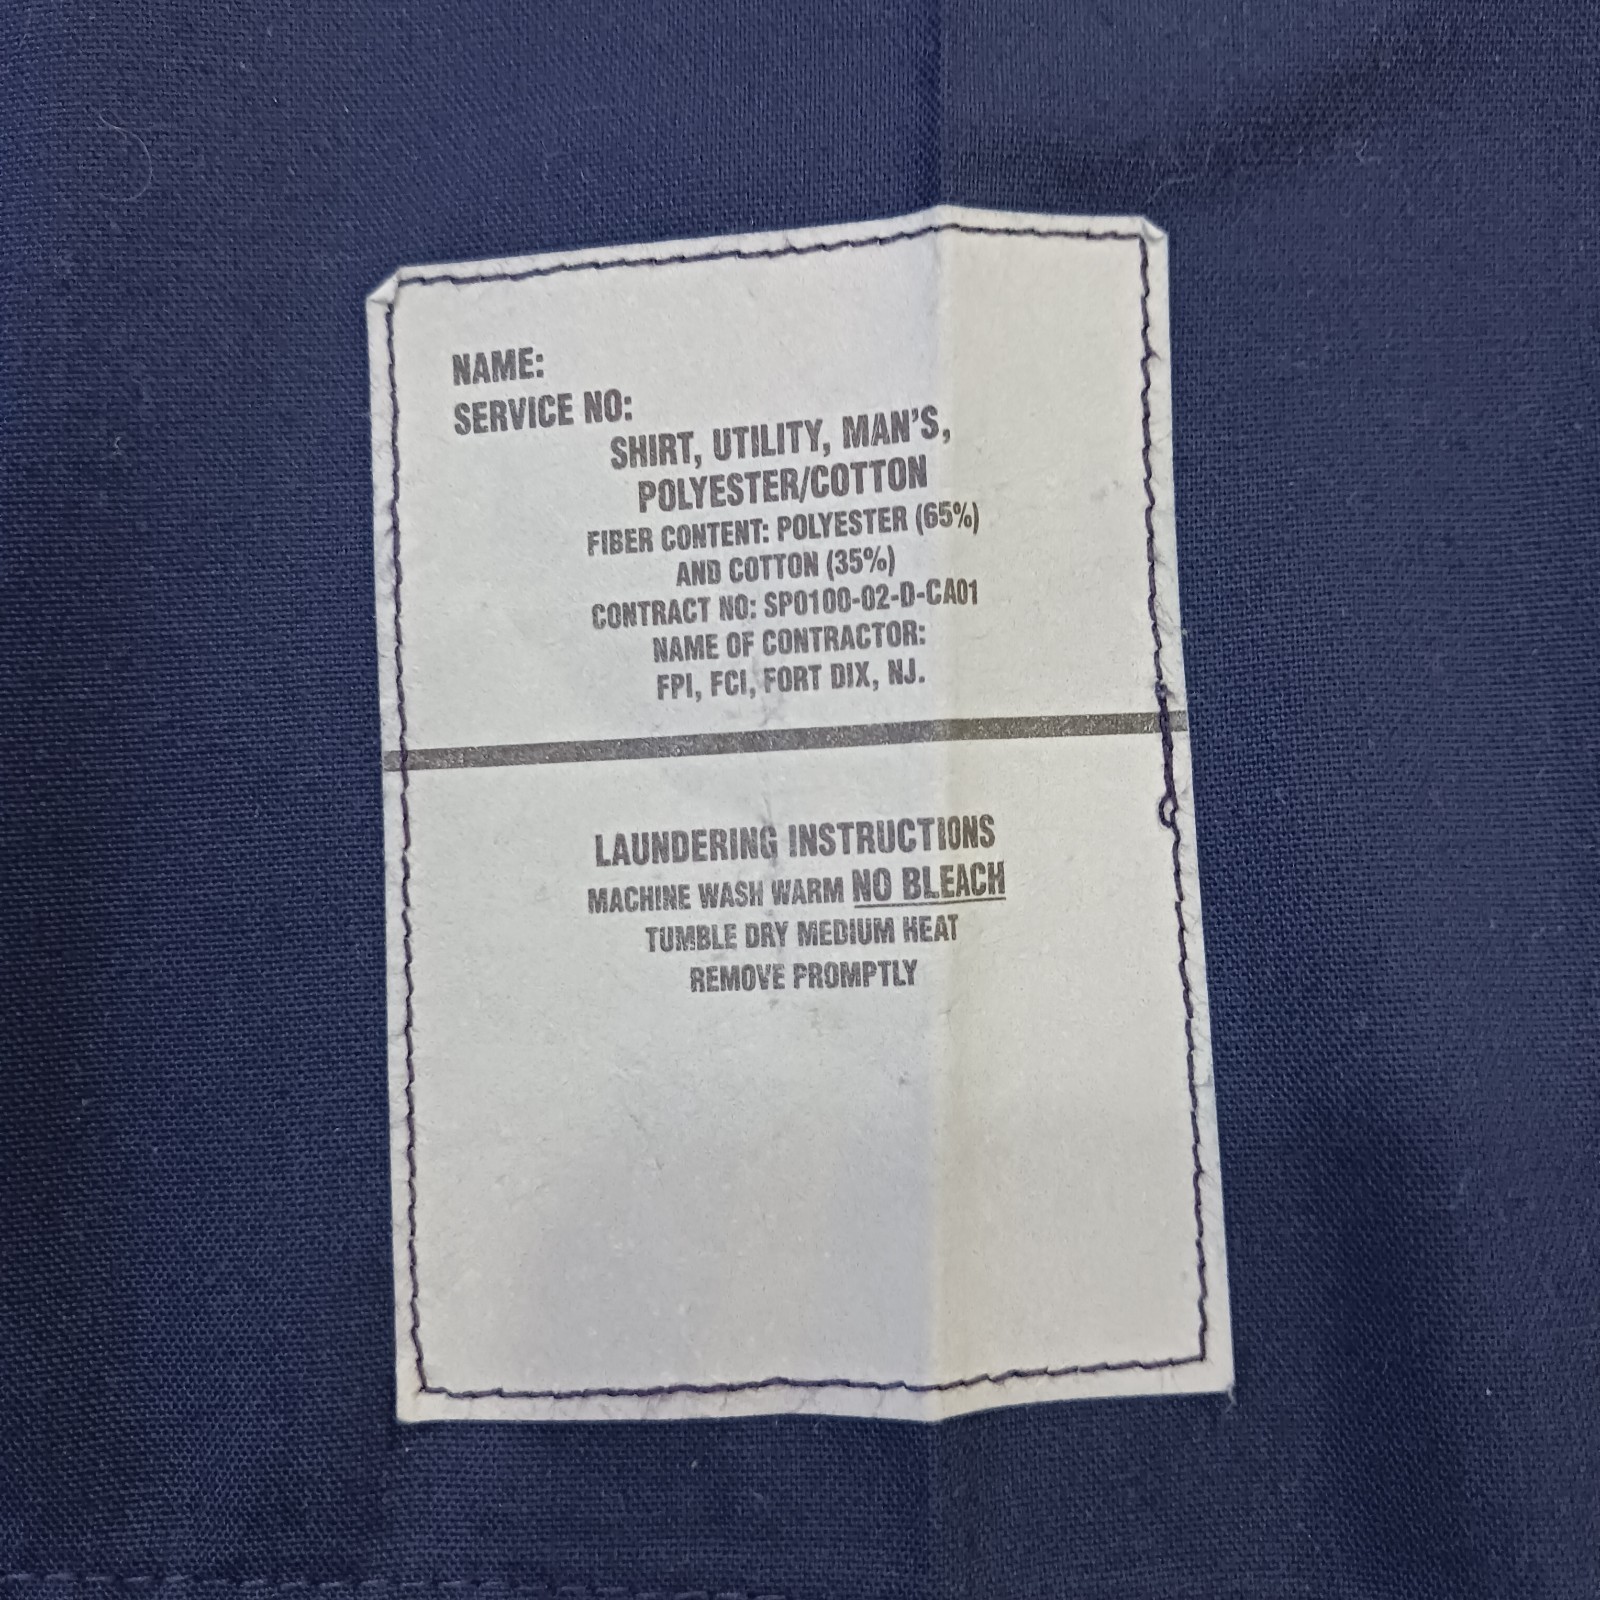 NAME:
SERVICE NO:
SHIRT, UTILITY, MAN'S,
POLYESTER/COTTON
FIBER CONTENT: POLYESTER (65%)
AND COTTON (35%)
CONTRACT NO: SP0100-02-D-CA01
NAME OF CONTRACTOR:
FPI, FCI, FORT DIX, NJ.
LAUNDERING INSTRUCTIONS
MACHINE WASH WARM NO BLEACH
TUMBLE DRY MEDIUM HEAT
REMOVE PROMPTLY